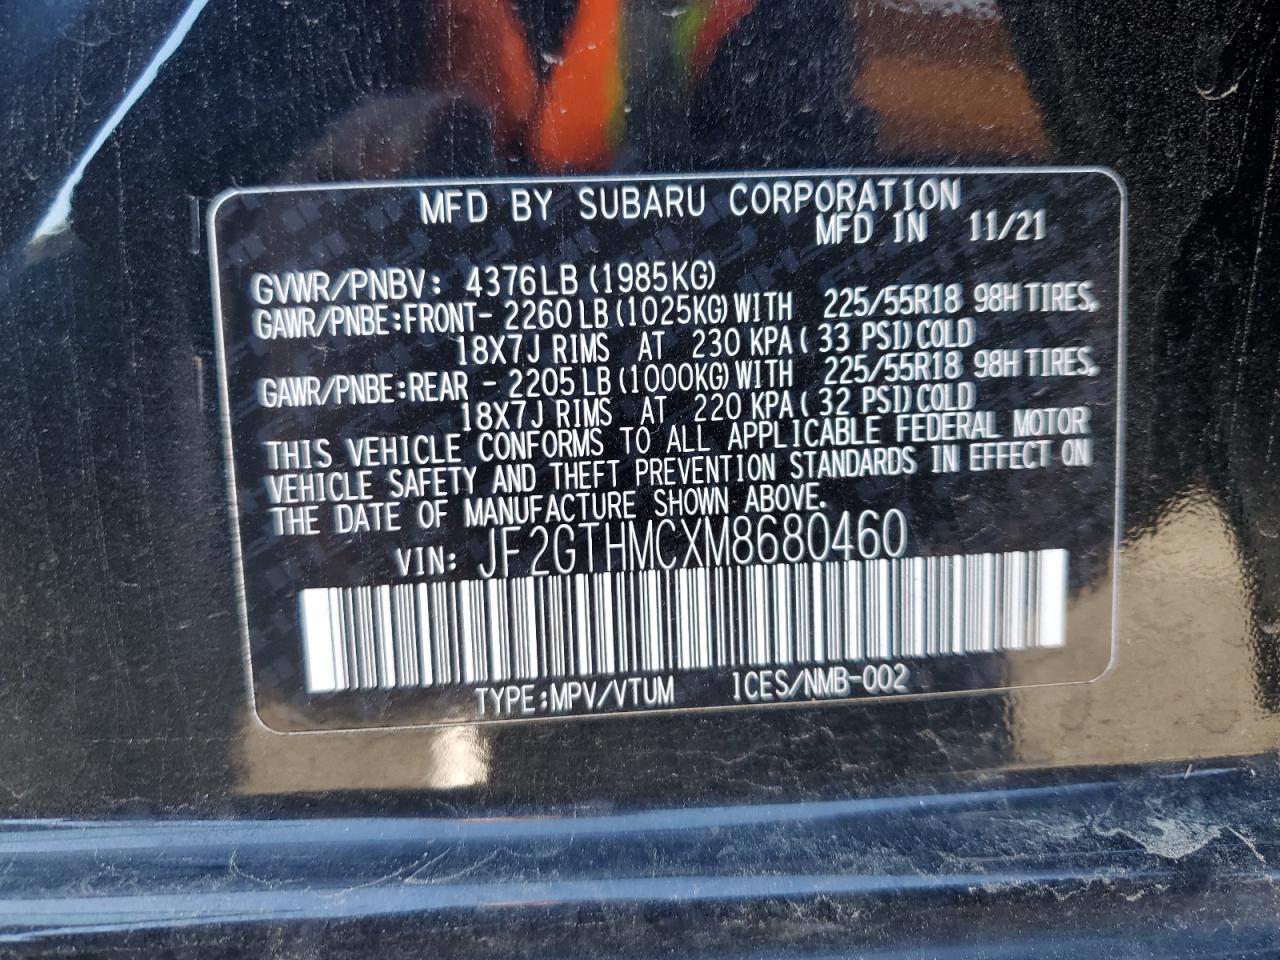 MFD BY SUBARU CORPORATION
MFD IN 11/21
GVWR/PNBV: 4376LB (1985KG)
GAWR/PNBE:FRONT- 2260 LB (1025KG) WITH 225/55R18 98H TIRES,
18X7J RIMS AT 230 KPA ( 33 PSI) COLD
GAWR/PNBE:REAR - 2205 LB (1000KG) WITH 225/55R18 98H TIRES,
18X7J RIMS AT 220 KPA ( 32 PSI) COLD
THIS VEHICLE CONFORMS TO ALL APPLICABLE FEDERAL MOTOR
VEHICLE SAFETY AND THEFT PREVENTION STANDARDS IN EFFECT ON
THE DATE OF MANUFACTURE SHOWN ABOVE.
VIN: JF2GTHMCXM8680460
TYPE:MPV/VTUM ICES/NMB-002